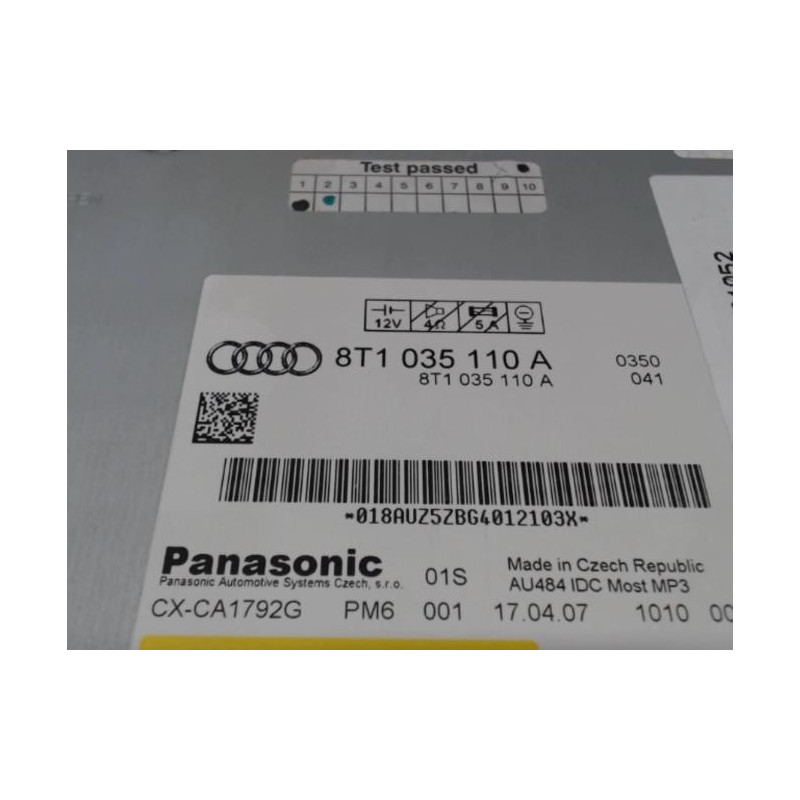 Test passed
1 2 3 4 5 6 7 8 9 10
12V 4Ω 5A
8T1 035 110 A 0350
8T1 035 110 A 041
*018AUZ5ZBG4012103X*
Panasonic
Panasonic Automotive Systems Czech, s.r.o.
01S
Made in Czech Republic
AU484 IDC Most MP3
CX-CA1792G PM6 001 17.04.07 1010